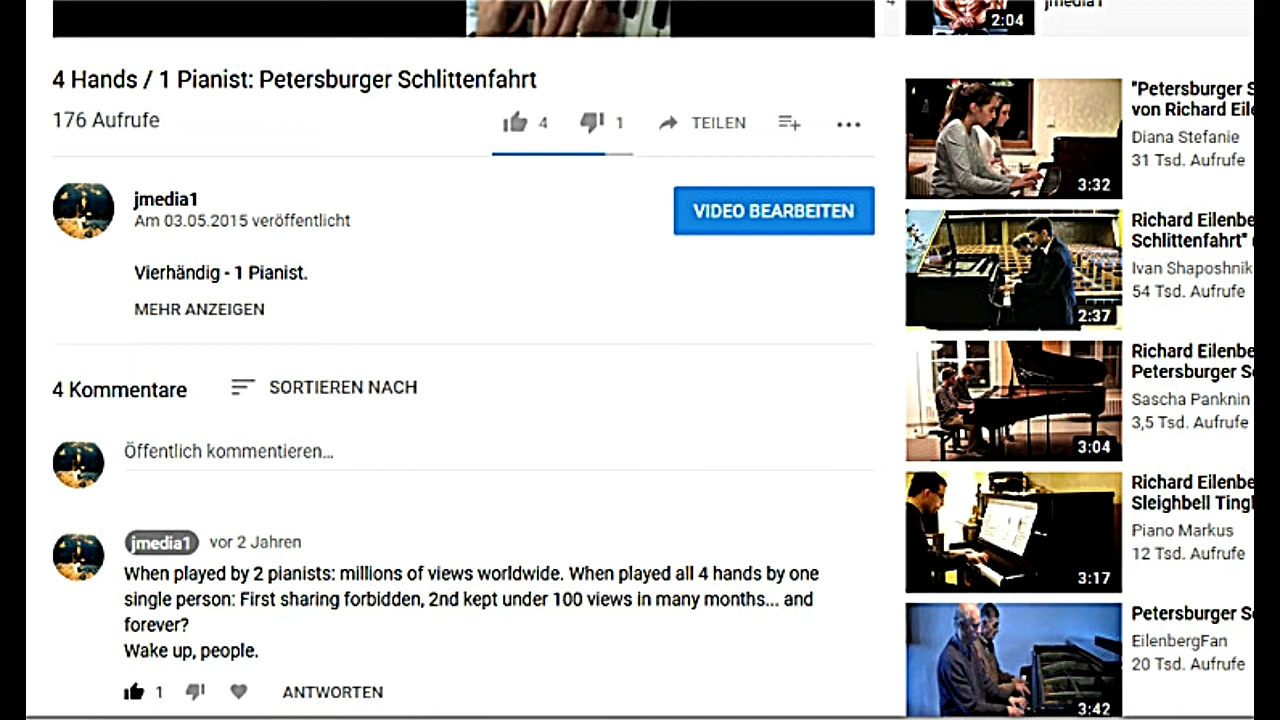 4 Hands / 1 Pianist: Petersburger Schlittenfahrt
176 Aufrufe
4
1
TEILEN
jmedia1
Am 03.05.2015 veröffentlicht
VIDEO BEARBEITEN
Vierhändig - 1 Pianist.
MEHR ANZEIGEN
4 Kommentare
SORTIEREN NACH
Öffentlich kommentieren...
jmedia1 vor 2 Jahren
When played by 2 pianists: millions of views worldwide. When played all 4 hands by one
single person: First sharing forbidden, 2nd kept under 100 views in many months... and
forever?
Wake up, people.
1
ANTWORTEN
2:04
jmedia1
3:32
"Petersburger S
von Richard Eile
Diana Stefanie
31 Tsd. Aufrufe
2:37
Richard Eilenbe
Schlittenfahrt"
Ivan Shaposhnik
54 Tsd. Aufrufe
3:04
Richard Eilenbe
Petersburger S
Sascha Panknin
3,5 Tsd. Aufrufe
3:17
Richard Eilenbe
Sleighbell Tingl
Piano Markus
12 Tsd. Aufrufe
3:42
Petersburger S
EilenbergFan
20 Tsd. Aufrufe